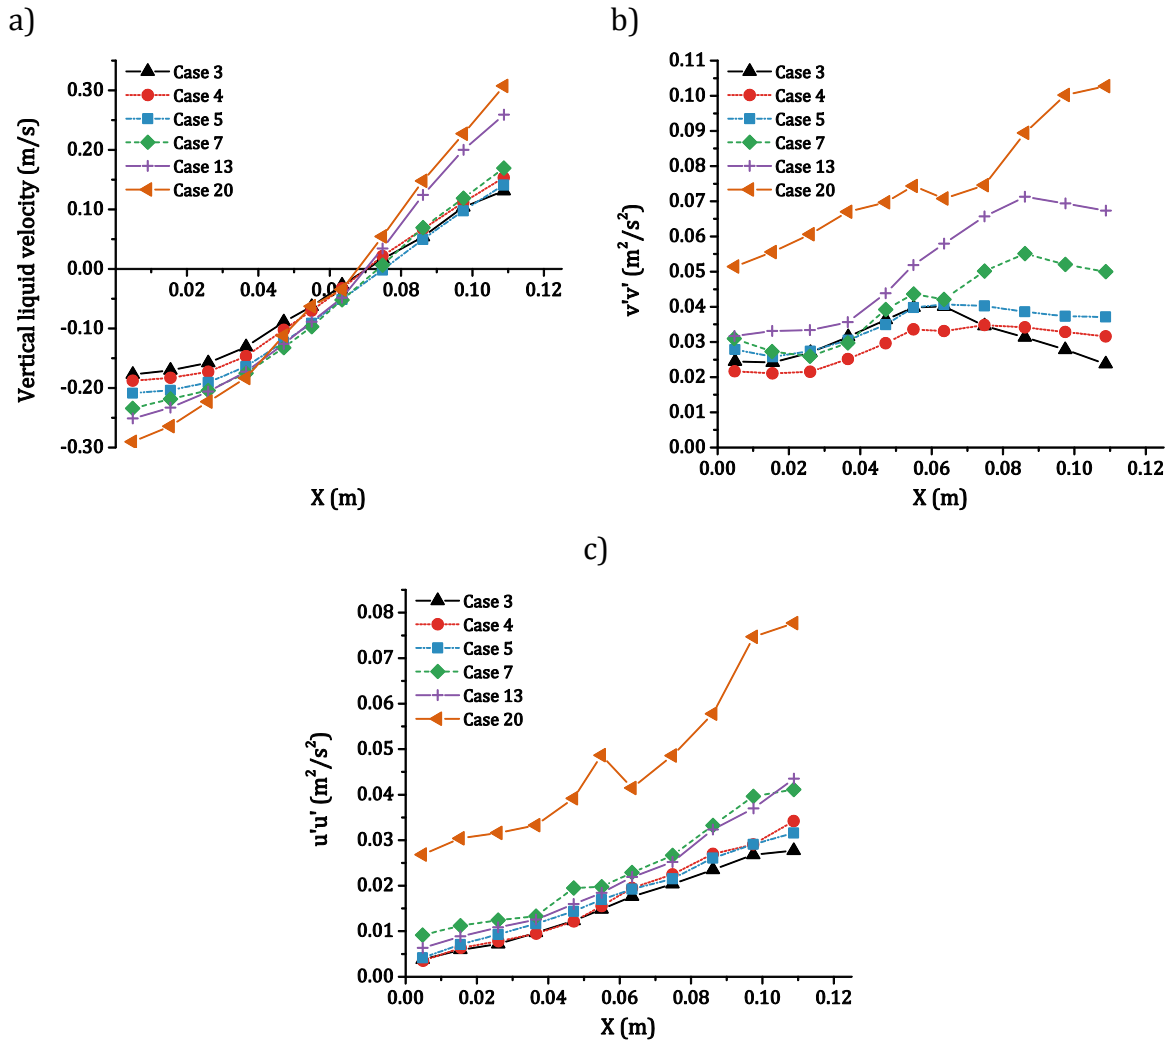 a)
Vertical liquid velocity (m/s)
0.30
0.20
0.10
0.00
-0.10
-0.20
-0.30
0.02
0.04
0.06
0.08
0.10
0.12
X (m)
Case 3
Case 4
Case 5
Case 7
Case 13
Case 20
b)
v'v' (m²/s²)
0.11
0.10
0.09
0.08
0.07
0.06
0.05
0.04
0.03
0.02
0.01
0.00
0.00
0.02
0.04
0.06
0.08
0.10
0.12
X (m)
Case 3
Case 4
Case 5
Case 7
Case 13
Case 20
c)
u'u' (m²/s²)
0.08
0.07
0.06
0.05
0.04
0.03
0.02
0.01
0.00
0.00
0.02
0.04
0.06
0.08
0.10
0.12
X (m)
Case 3
Case 4
Case 5
Case 7
Case 13
Case 20